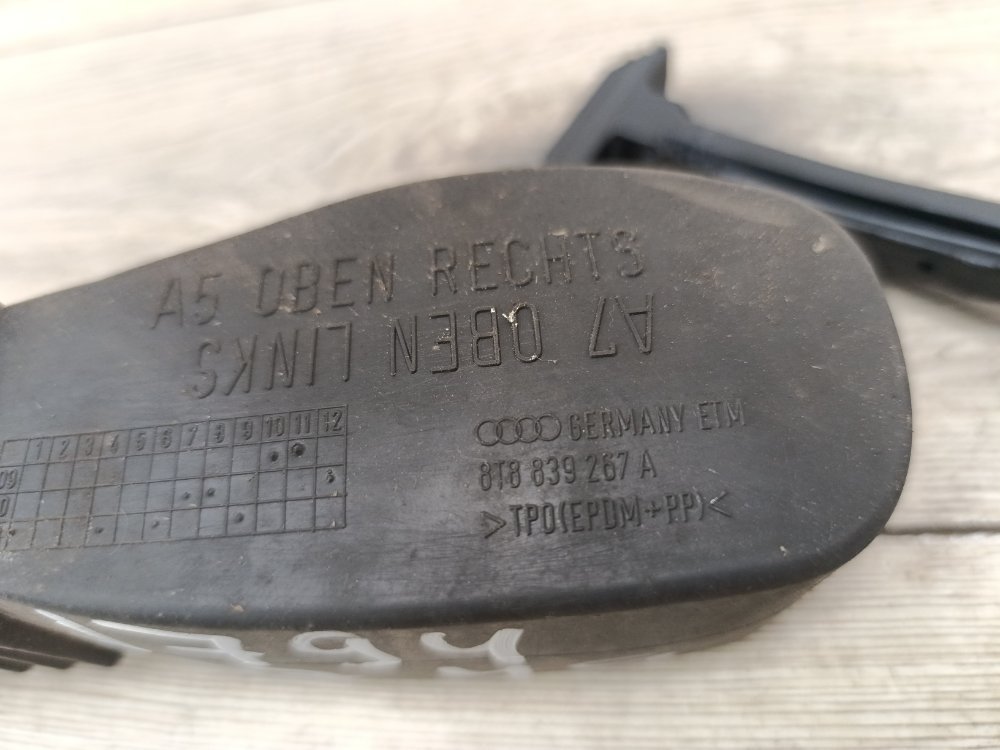 A5 OBEN RECHTS
A7 OBEN LINKS
1 2 3 4 5 6 7 8 9 10 11 12
09
GERMANY ETM
8T8 839 267 A
>TPO(EPDM+PP)<